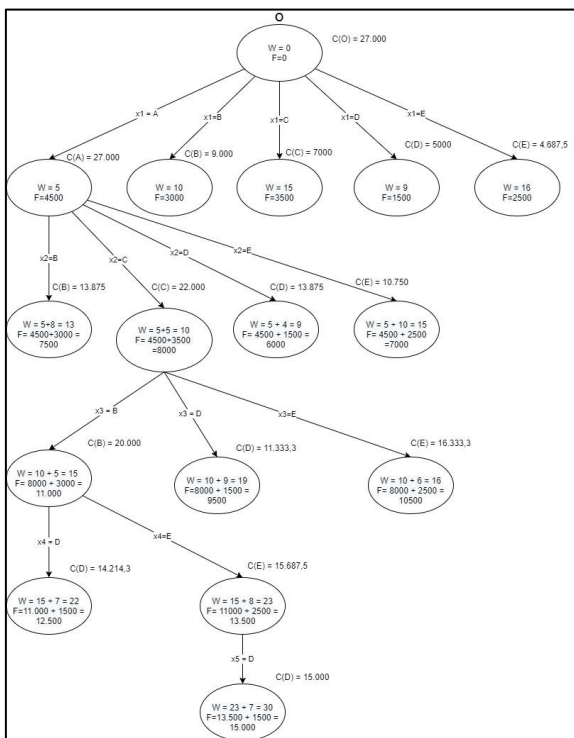 O
C(O) = 27.000
W = 0
F=0
x1 = A
x1=B
x1=C
x1=D
x1=E
C(A) = 27.000
C(B) = 9.000
C(C) = 7000
C(D) = 5000
C(E) = 4.687,5
W = 5
F=4500
W = 10
F=3000
W = 15
F=3500
W = 9
F=1500
W = 16
F=2500
x2=B
x2=C
x2=D
x2=E
C(B) = 13.875
C(C) = 22.000
C(D) = 13.875
C(E) = 10.750
W = 5+8 = 13
F= 4500+3000 =
7500
W = 5+5 = 10
F= 4500+3500
=8000
W = 5 + 4 = 9
F= 4500 + 1500 =
6000
W = 5 + 10 = 15
F= 4500 + 2500
=7000
x3 = B
x3 = D
x3=E
C(B) = 20.000
C(D) = 11.333,3
C(E) = 16.333,3
W = 10 + 5 = 15
F= 8000 + 3000 =
11.000
W = 10 + 9 = 19
F=8000 + 1500 =
9500
W = 10 + 6 = 16
F= 8000 + 2500 =
10500
x4 = D
x4=E
C(D) = 14.214,3
C(E) = 15.687,5
W = 15 + 7 = 22
F=11.000 + 1500 =
12.500
W = 15 + 8 = 23
F= 11000 + 2500 =
13.500
x5 = D
C(D) = 15.000
W = 23 + 7 = 30
F=13.500 + 1500 =
15.000